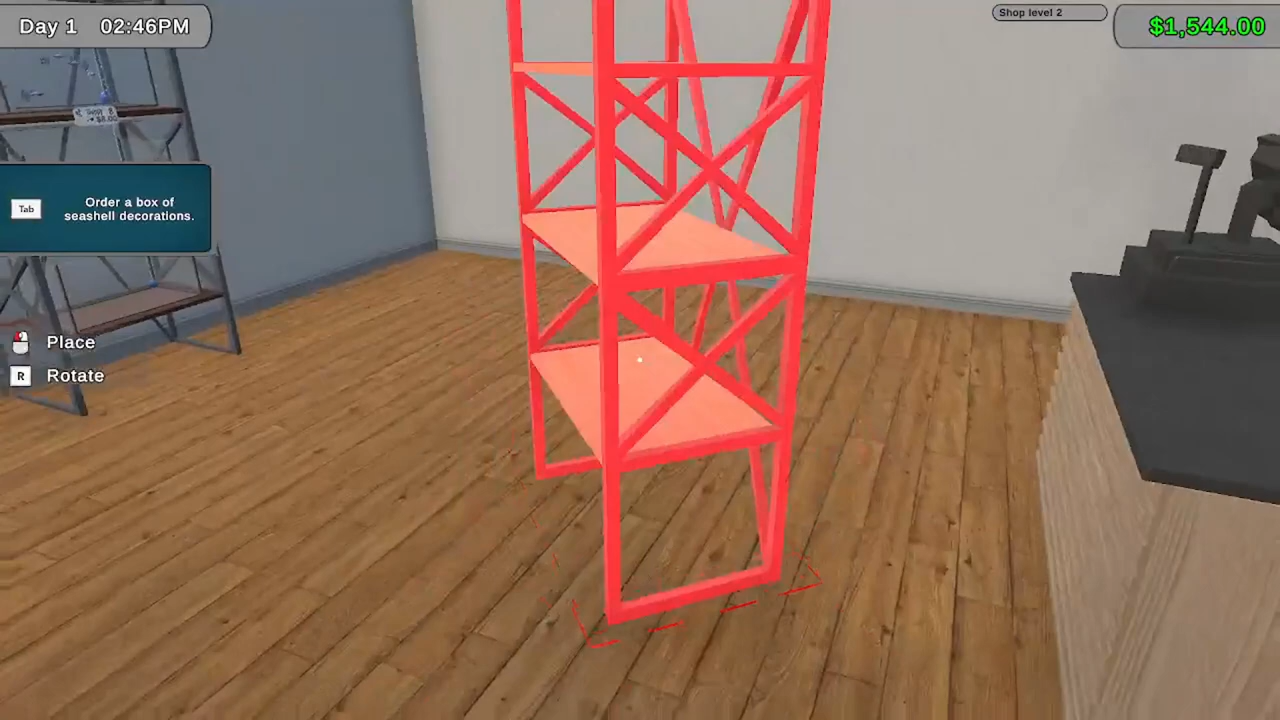 Day 1 02:46PM
Shop level 2
$1,544.00
Tab
Order a box of
seashell decorations.
Place
R
Rotate